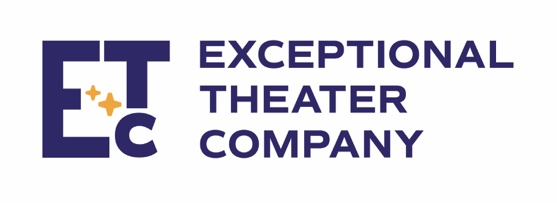 ETC
EXCEPTIONAL
THEATER
COMPANY